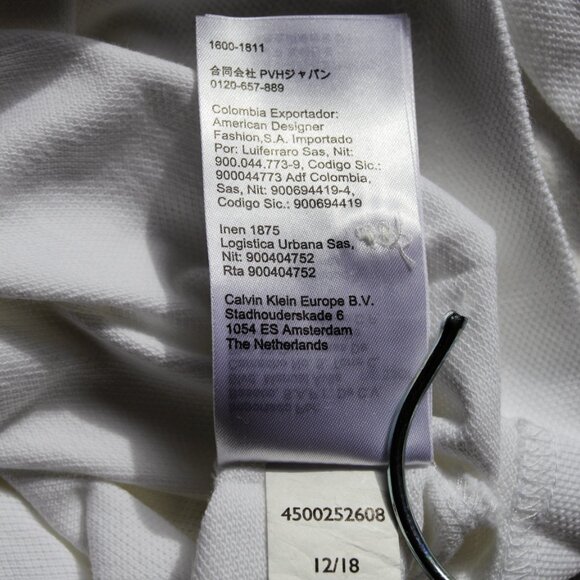 1600-1811
合同会社 PVHジャパン
0120-657-889
Colombia Exportador:
American Designer
Fashion,S.A. Importado
Por: Luiferraro Sas, Nit:
900.044.773-9, Codigo Sic.:
900044773 Adf Colombia,
Sas, Nit: 900694419-4,
Codigo Sic.: 900694419
Inen 1875
Logistica Urbana Sas,
Nit: 900404752
Rta 900404752
Calvin Klein Europe B.V.
Stadhouderskade 6
1054 ES Amsterdam
The Netherlands
4500252608
12/18